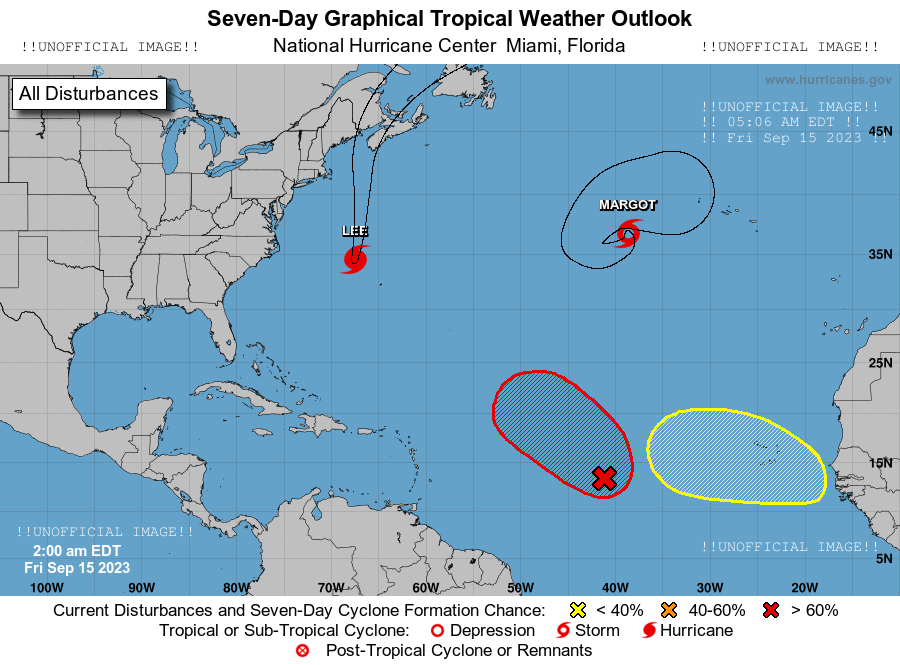 Seven-Day Graphical Tropical Weather Outlook
!!UNOFFICIAL IMAGE!! National Hurricane Center Miami, Florida !!UNOFFICIAL IMAGE!!
All Disturbances
www.hurricanes.gov
!!UNOFFICIAL IMAGE!!
!! 05:06 AM EDT !!
!! Fri Sep 15 2023 !!
45N
MARGOT
LEE
35N
25N
15N
!!UNOFFICIAL IMAGE!!
2:00 am EDT
Fri Sep 15 2023
!!UNOFFICIAL IMAGE!!
5N
100W 90W 80W 70W 60W 50W 40W 30W 20W
Current Disturbances and Seven-Day Cyclone Formation Chance: < 40% 40-60% > 60%
Tropical or Sub-Tropical Cyclone: Depression Storm Hurricane
Post-Tropical Cyclone or Remnants